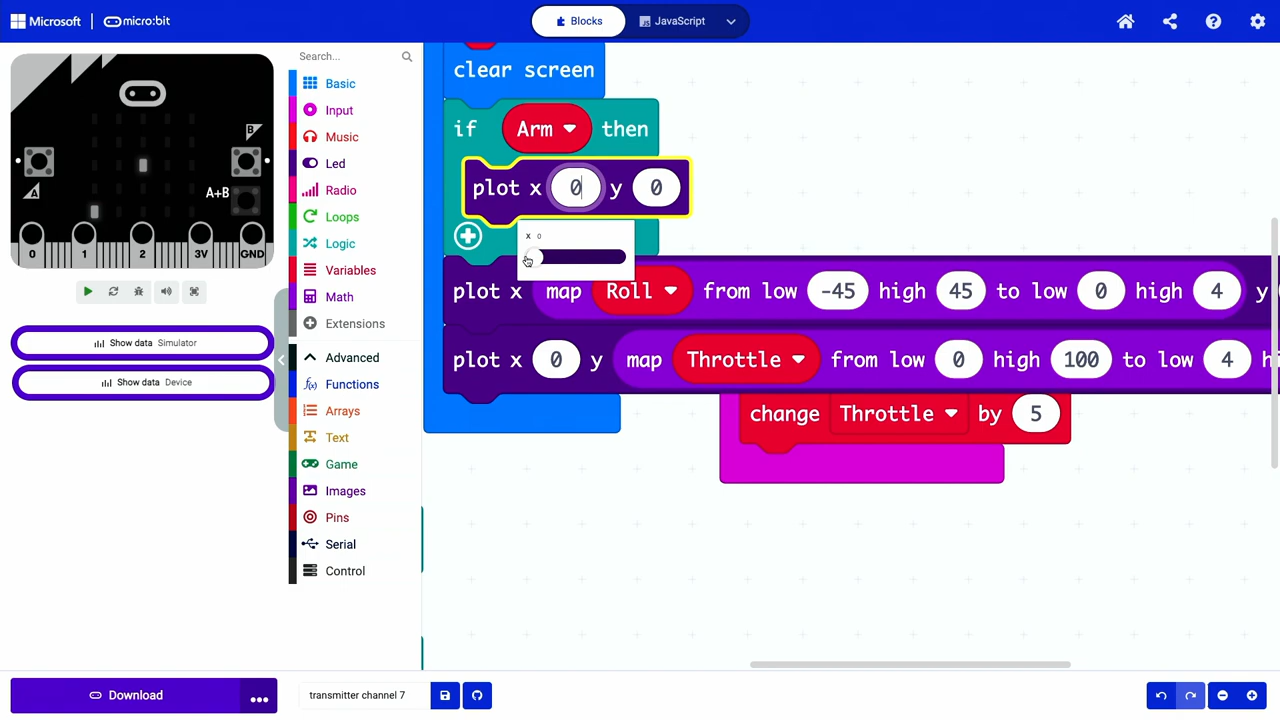 Microsoft
micro:bit
Blocks
JavaScript
Search...
Basic
Input
Music
Led
Radio
Loops
Logic
Variables
Math
Extensions
Advanced
Functions
Arrays
Text
Game
Images
Pins
Serial
Control
B
A
A+B
0 1 2 3V GND
Show data Simulator
Show data Device
clear screen
if Arm then
plot x 0 y 0
x 0
plot x map Roll from low -45 high 45 to low 0 high 4 y
plot x 0 y map Throttle from low 0 high 100 to low 4
change Throttle by 5
Download
transmitter channel 7